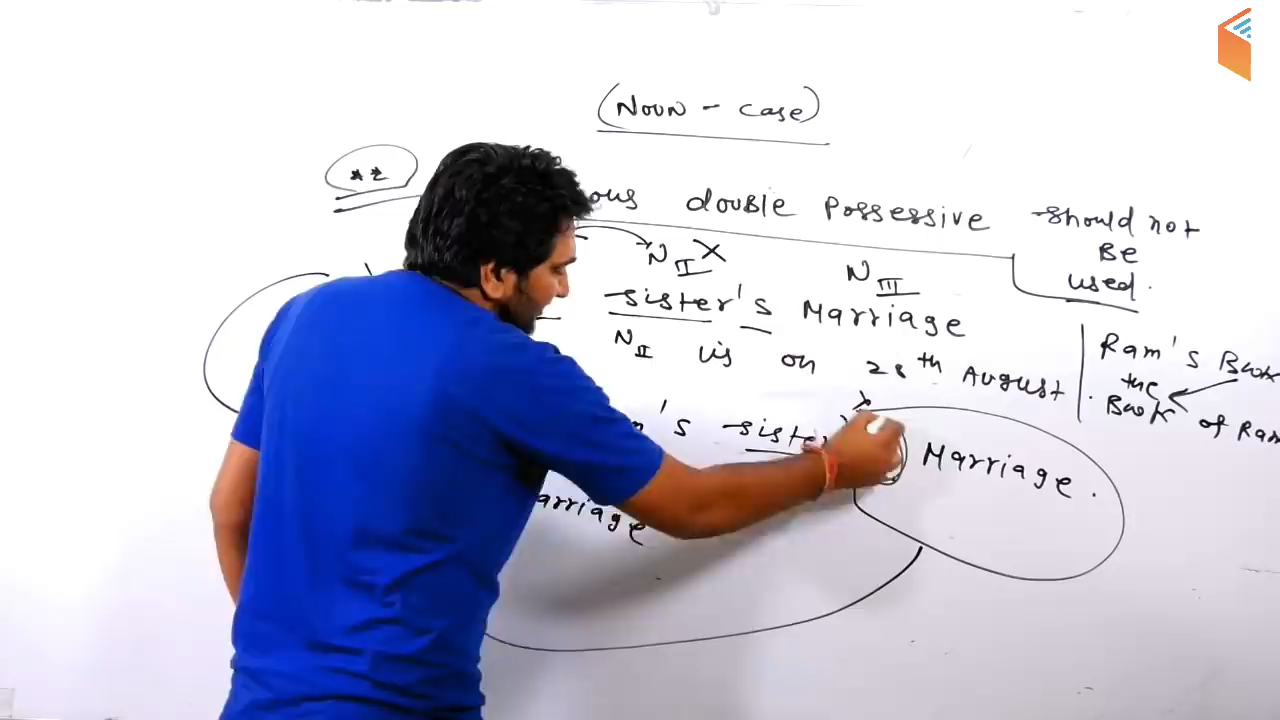 (Noun - case)
ous double Possessive should not
Be
used.
N II X N III
sister's Marriage
N II is on 28th August.
Ram's Book
the
Book of Ram
's sister Marriage.
arriage